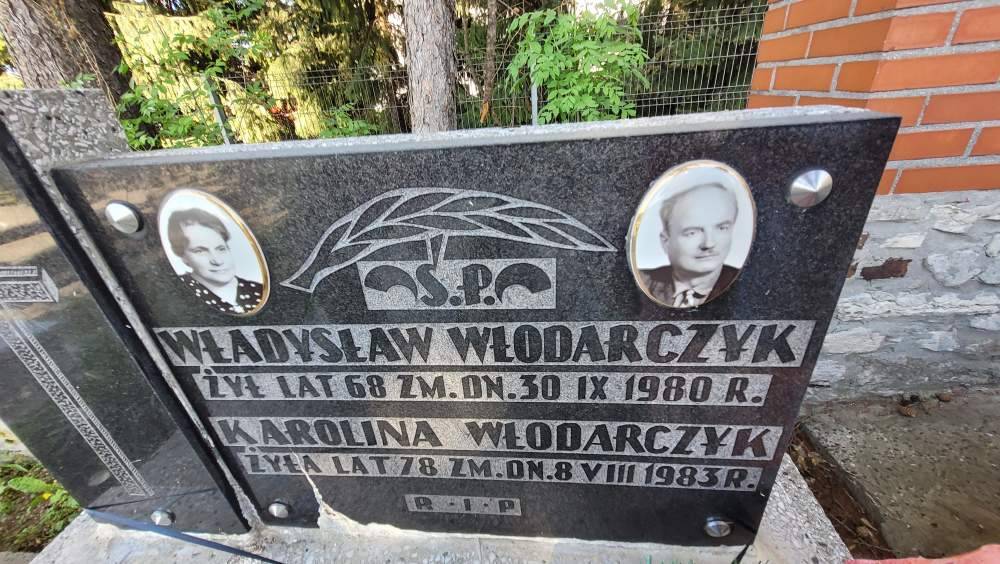 Ś.P.
WŁADYSŁAW WŁODARCZYK
ŻYŁ LAT 68 ZM. DN. 30 IX 1980 R.
KAROLINA WŁODARCZYK
ŻYŁA LAT 78 ZM. DN. 8 VIII 1983 R.
R · I · P